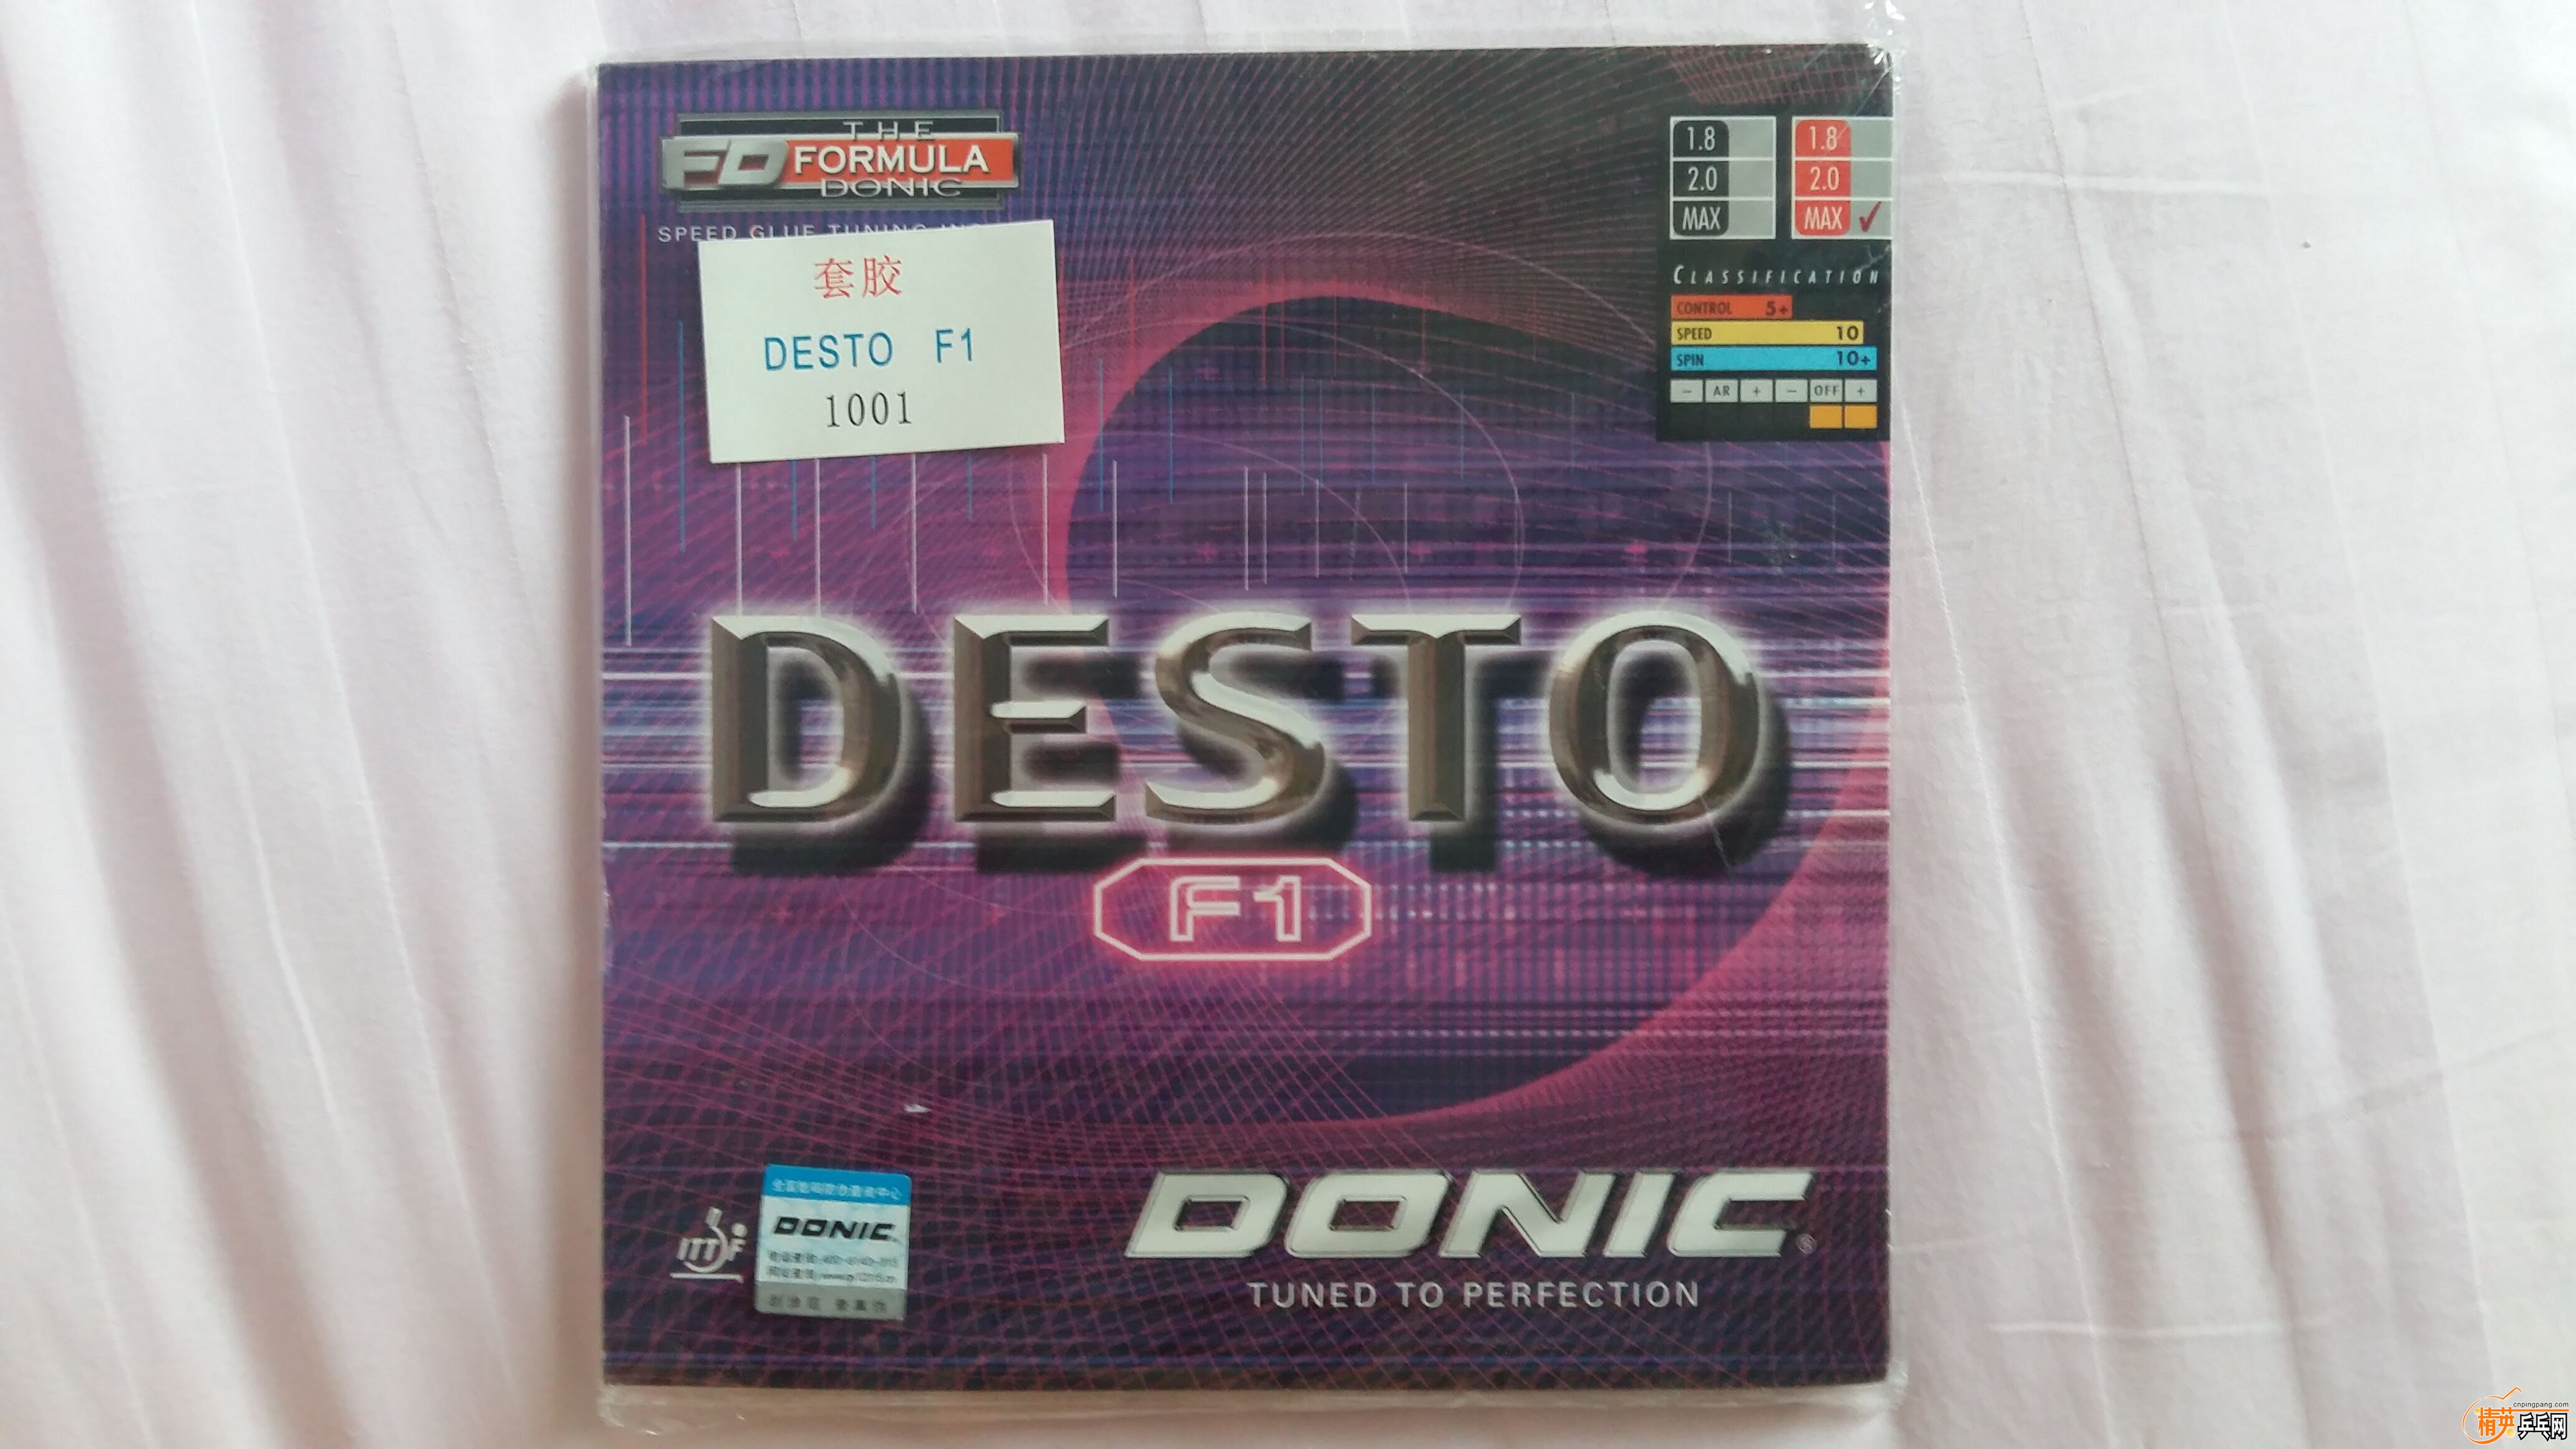 THE
FD FORMULA
DONIC
SPEED GLUE TUNING
套胶
DESTO F1
1001
1.8
2.0
MAX
1.8
2.0
MAX ✓
CLASSIFICATION
CONTROL 5+
SPEED 10
SPIN 10+
− AR + − OFF +
DESTO
F1
ITTF
DONIC
DONIC®
TUNED TO PERFECTION
cnpingpang.com
精英乒乓网